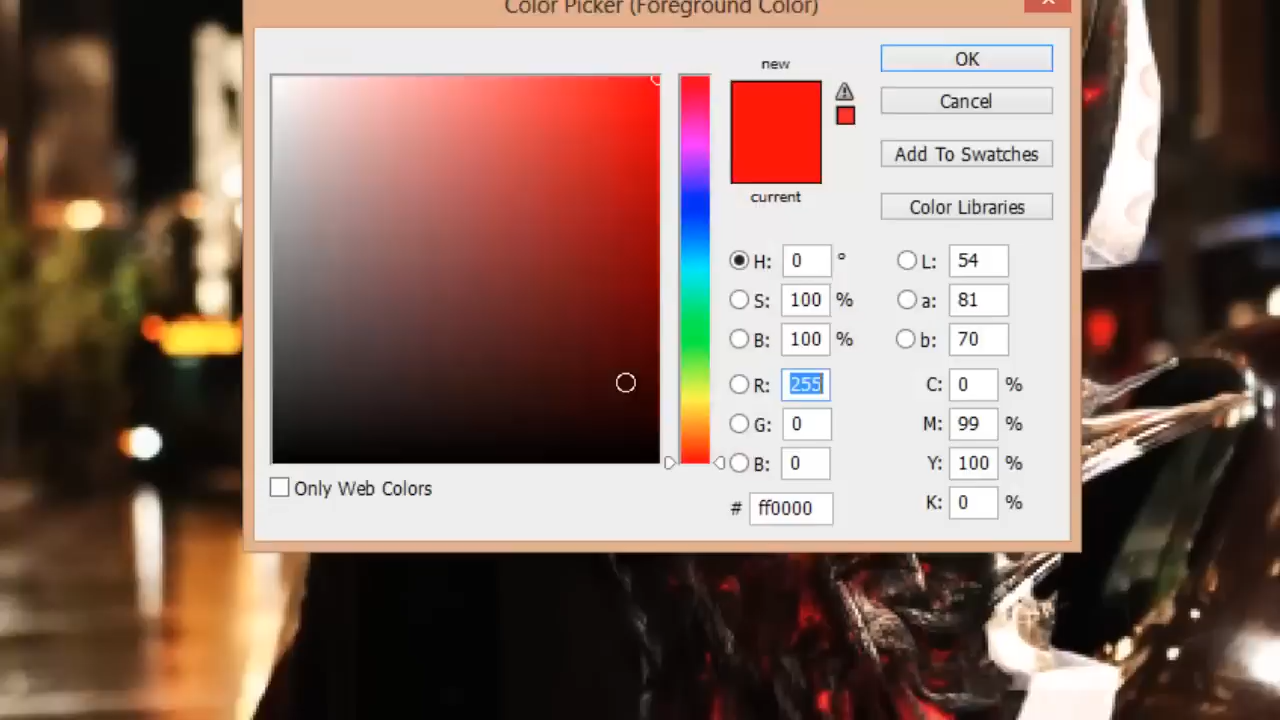 Color Picker (Foreground Color)
new
current
OK
Cancel
Add To Swatches
Color Libraries
H: 0 °
S: 100 %
B: 100 %
R: 255
G: 0
B: 0
# ff0000
L: 54
a: 81
b: 70
C: 0 %
M: 99 %
Y: 100 %
K: 0 %
Only Web Colors